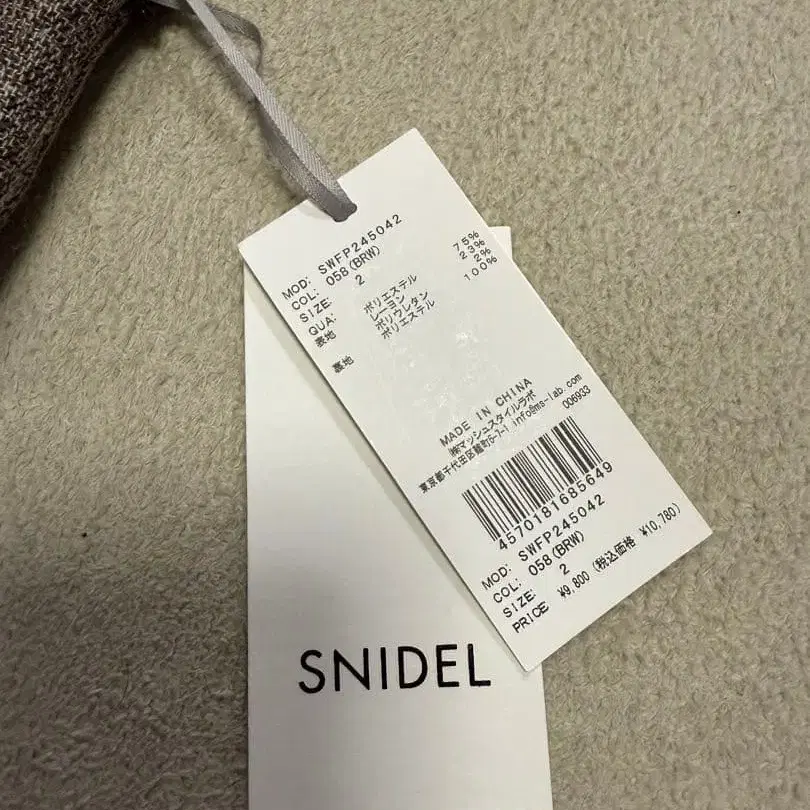 MOD: SWFP245042
COL: 058(BRW)
SIZE: 2
QUA:
表地 ポリエステル 75%
レーヨン 23%
ポリウレタン 2%
裏地 ポリエステル 100%
MADE IN CHINA
㈱マッシュスタイルラボ
東京都千代田区麹町5-7-1 info@ms-lab.com
006933
4570181685649
MOD: SWFP245042
COL: 058(BRW)
SIZE: 2
PRICE ¥9,800 (税込価格 ¥10,780)
SNIDEL